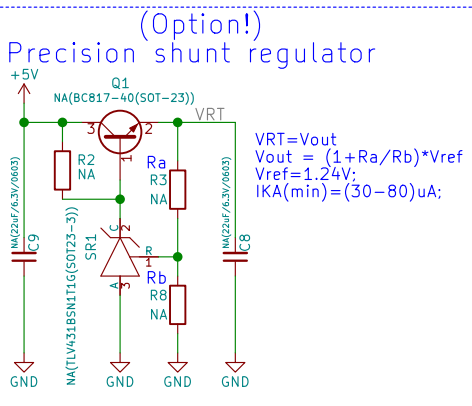 (Option!)
Precision shunt regulator
+5V
Q1
NA(BC817-40(SOT-23))
3
2
1
VRT
R2
NA
Ra
R3
NA
VRT=Vout
Vout = (1+Ra/Rb)*Vref
Vref=1.24V;
IKA(min)=(30-80)uA;
NA(22uF/6.3V/0603)
C9
NA(TLV431BSN1T1G(SOT23-3))
SR1
C
2
R
1
A
3
Rb
R8
NA
NA(22uF/6.3V/0603)
C8
GND
GND
GND
GND